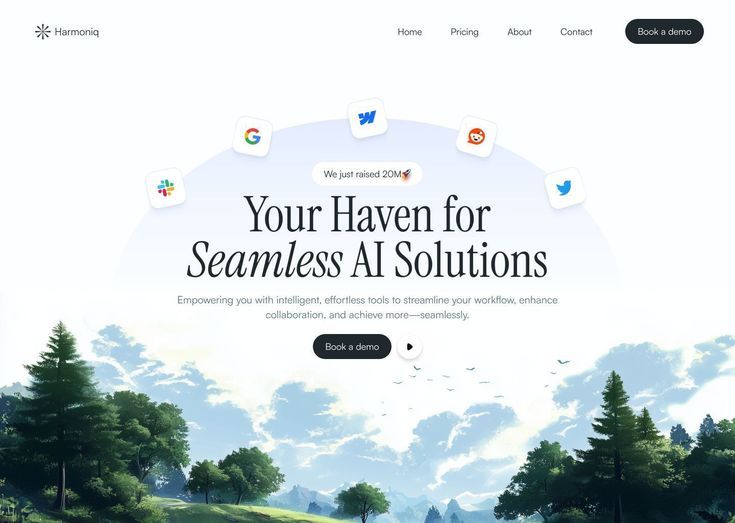 Harmoniq
Home
Pricing
About
Contact
Book a demo
We just raised 20M🚀
Your Haven for
Seamless AI Solutions
Empowering you with intelligent, effortless tools to streamline your workflow, enhance
collaboration, and achieve more—seamlessly.
Book a demo